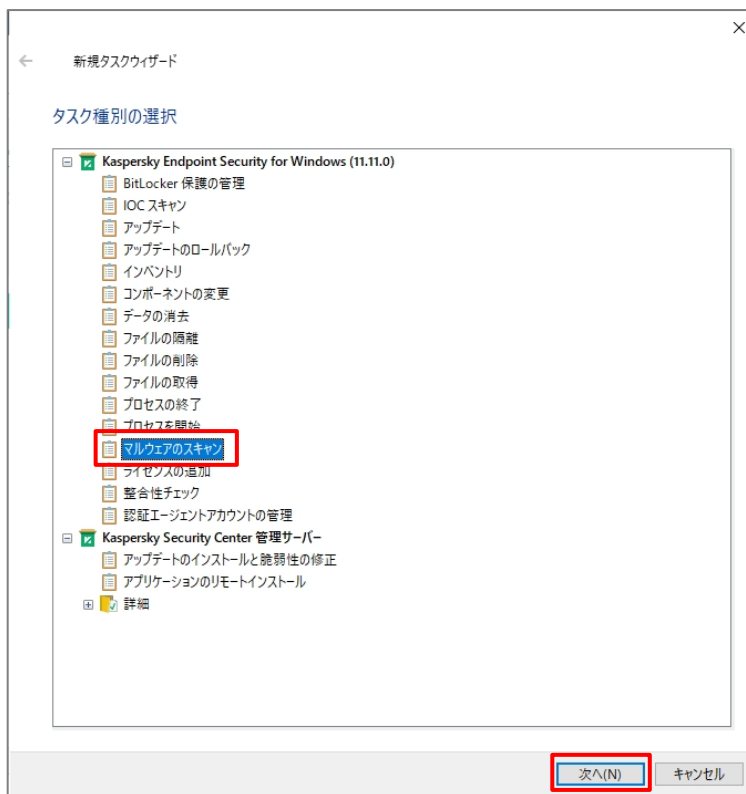 新規タスクウィザード
タスク種別の選択
Kaspersky Endpoint Security for Windows (11.11.0)
BitLocker 保護の管理
IOC スキャン
アップデート
アップデートのロールバック
インベントリ
コンポーネントの変更
データの消去
ファイルの隔離
ファイルの削除
ファイルの取得
プロセスの終了
プロセスを開始
マルウェアのスキャン
ライセンスの追加
整合性チェック
認証エージェントアカウントの管理
Kaspersky Security Center 管理サーバー
アップデートのインストールと脆弱性の修正
アプリケーションのリモートインストール
詳細
次へ(N) キャンセル